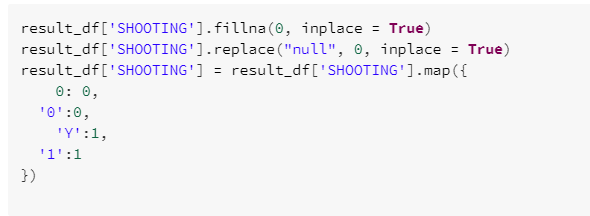 result_df['SHOOTING'].fillna(0, inplace = True)
result_df['SHOOTING'].replace("null", 0, inplace = True)
result_df['SHOOTING'] = result_df['SHOOTING'].map({
    0: 0,
  '0':0,
    'Y':1,
  '1':1
})